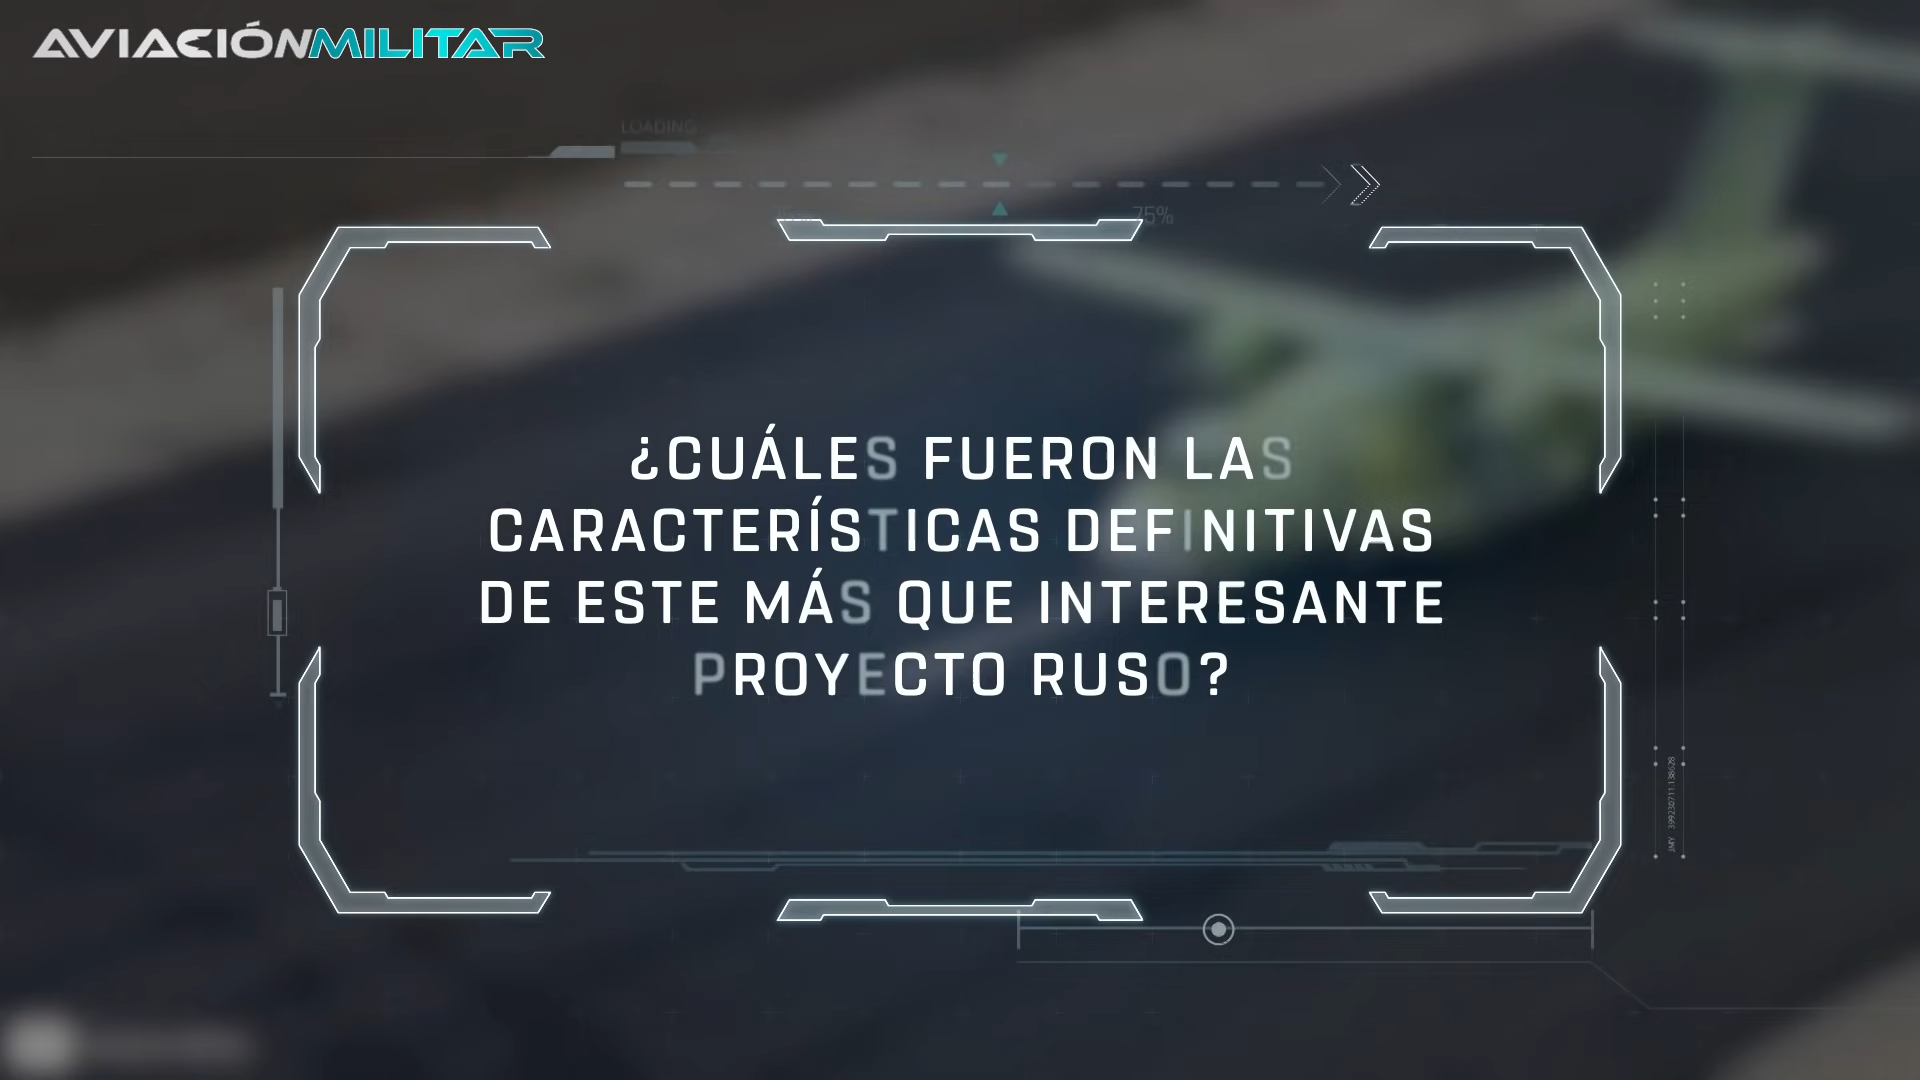 AVIACIÓNMILITAR
LOADING
75%
¿CUÁLES FUERON LAS
CARACTERÍSTICAS DEFINITIVAS
DE ESTE MÁS QUE INTERESANTE
PROYECTO RUSO?